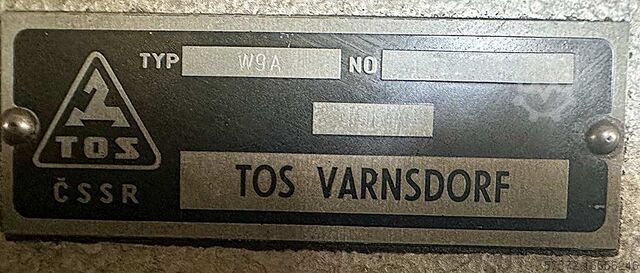 TYP W9A NO
TOS
ČSSR
TOS VARNSDORF